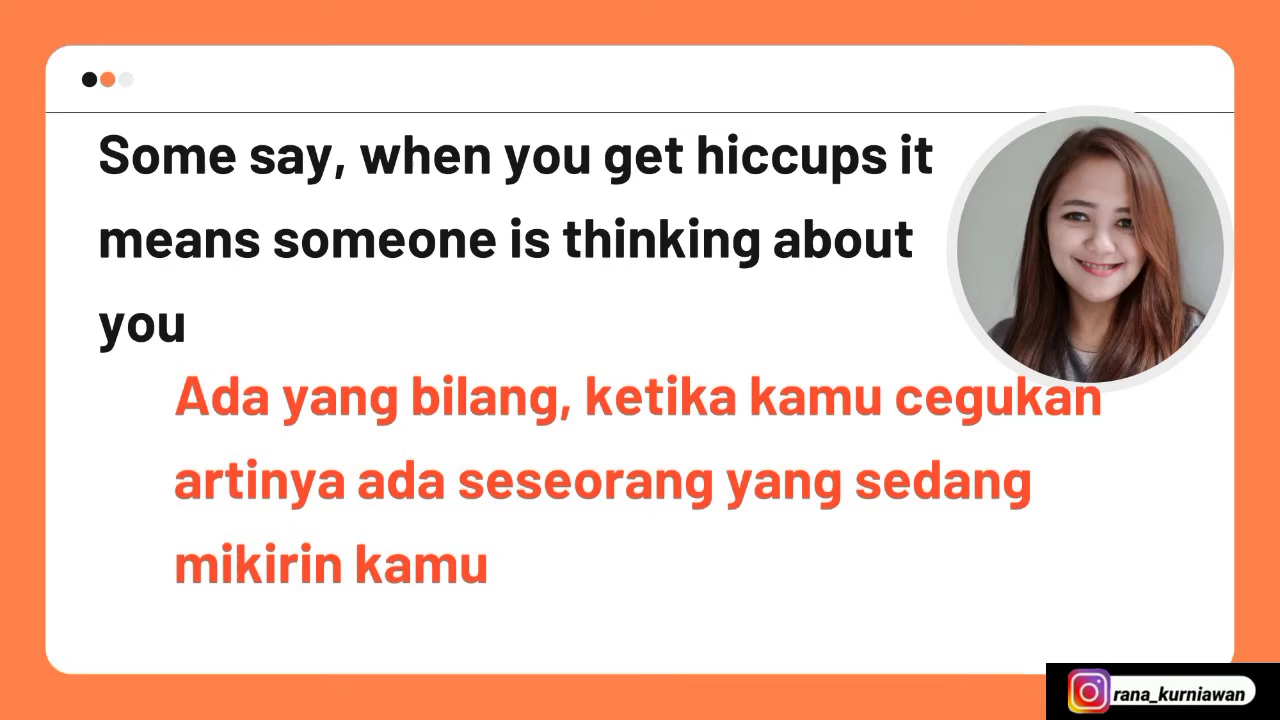 Some say, when you get hiccups it
means someone is thinking about
you
Ada yang bilang, ketika kamu cegukan
artinya ada seseorang yang sedang
mikirin kamu
rana_kurniawan